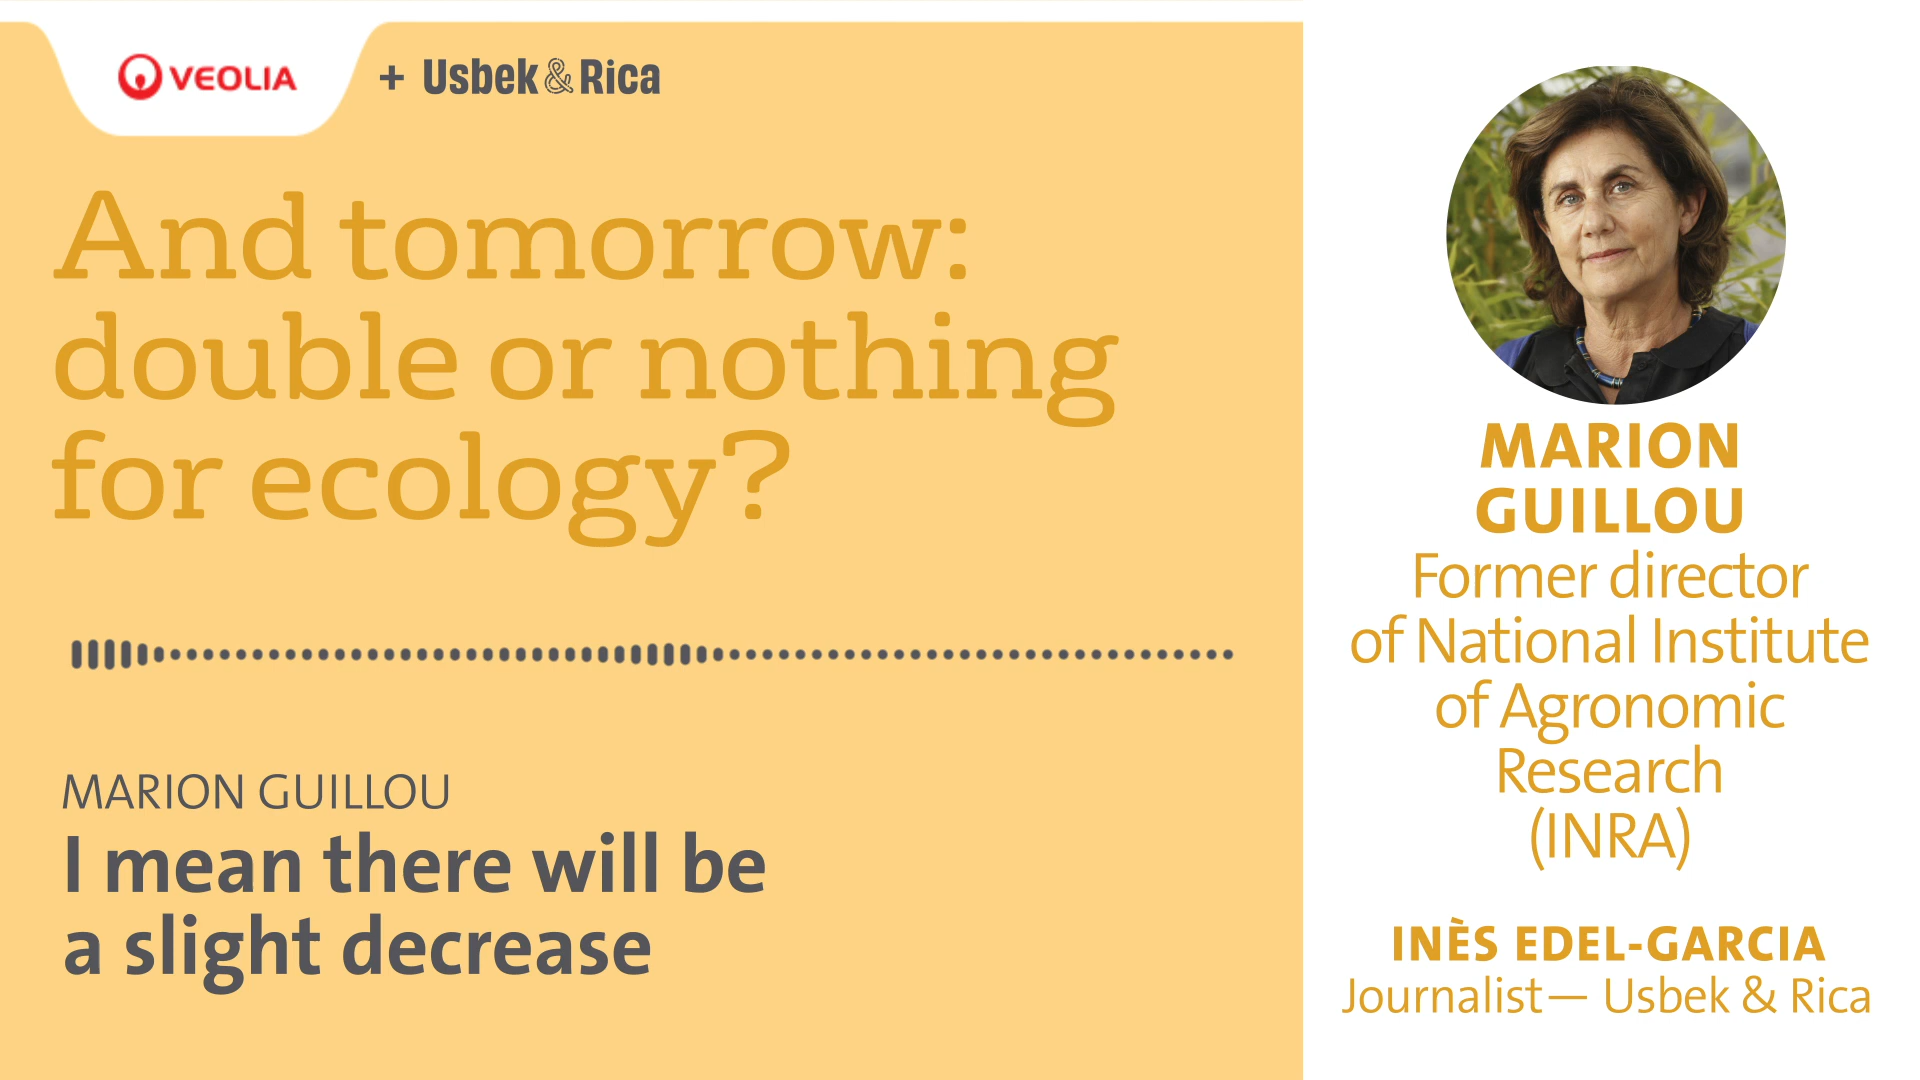 VEOLIA + Usbek & Rica
And tomorrow:
double or nothing
for ecology?
MARION GUILLOU
I mean there will be
a slight decrease
MARION
GUILLOU
Former director
of National Institute
of Agronomic
Research
(INRA)
INÈS EDEL-GARCIA
Journalist — Usbek & Rica